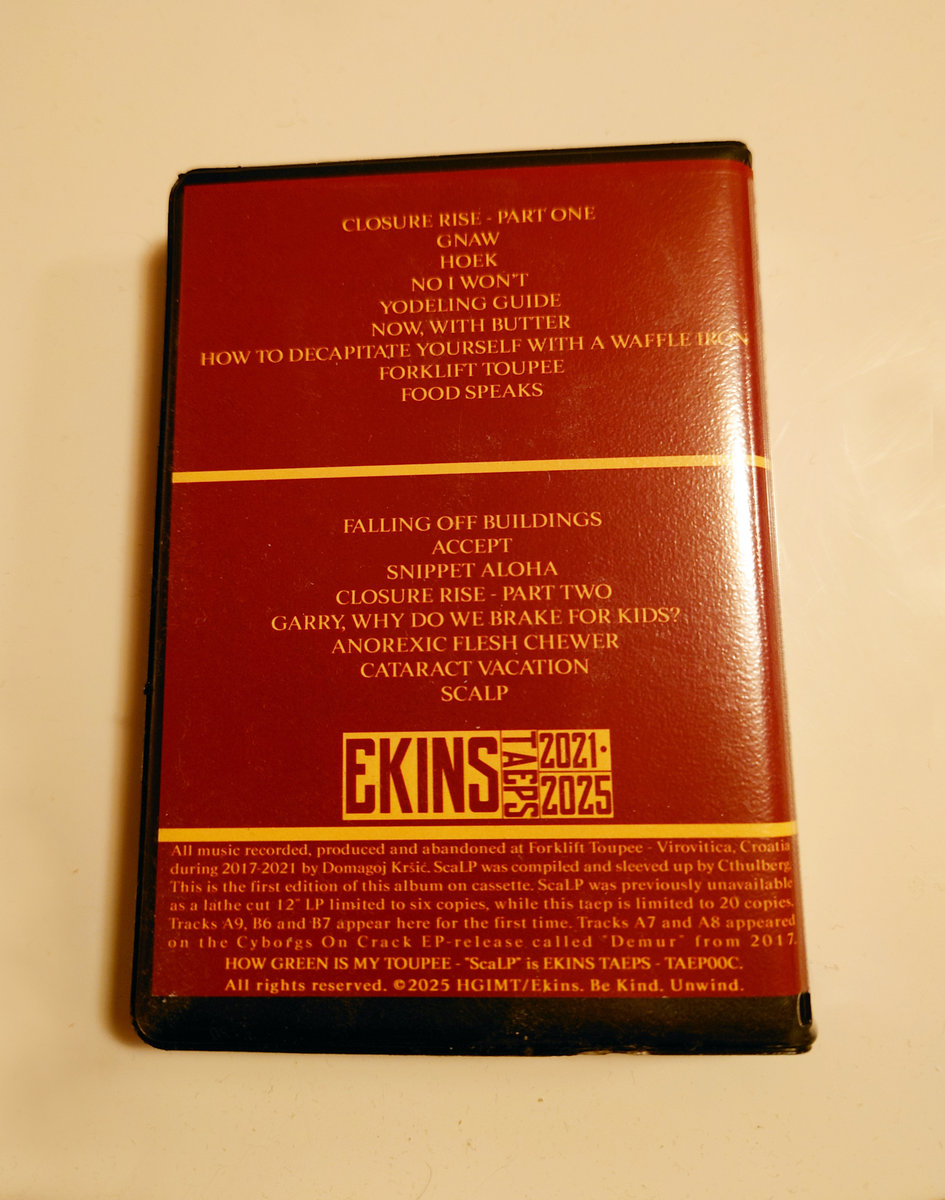 CLOSURE RISE - PART ONE
GNAW
HOEK
NO I WON'T
YODELING GUIDE
NOW, WITH BUTTER
HOW TO DECAPITATE YOURSELF WITH A WAFFLE IRON
FORKLIFT TOUPEE
FOOD SPEAKS
FALLING OFF BUILDINGS
ACCEPT
SNIPPET ALOHA
CLOSURE RISE - PART TWO
GARRY, WHY DO WE BRAKE FOR KIDS?
ANOREXIC FLESH CHEWER
CATARACT VACATION
SCALP
EKINS TAEPS 2021·
2025
All music recorded, produced and abandoned at Forklift Toupee - Virovitica, Croatia
during 2017-2021 by Domagoj Kršić. ScaLP was compiled and sleeved up by Cthulberg.
This is the first edition of this album on cassette. ScaLP was previously unavailable
as a lathe cut 12" LP limited to six copies, while this taep is limited to 20 copies.
Tracks A9, B6 and B7 appear here for the first time. Tracks A7 and A8 appeared
on the Cyborgs On Crack EP-release called "Demur" from 2017.
HOW GREEN IS MY TOUPEE - "ScaLP" is EKINS TAEPS - TAEP00C.
All rights reserved. ©2025 HGIMT/Ekins. Be Kind. Unwind.